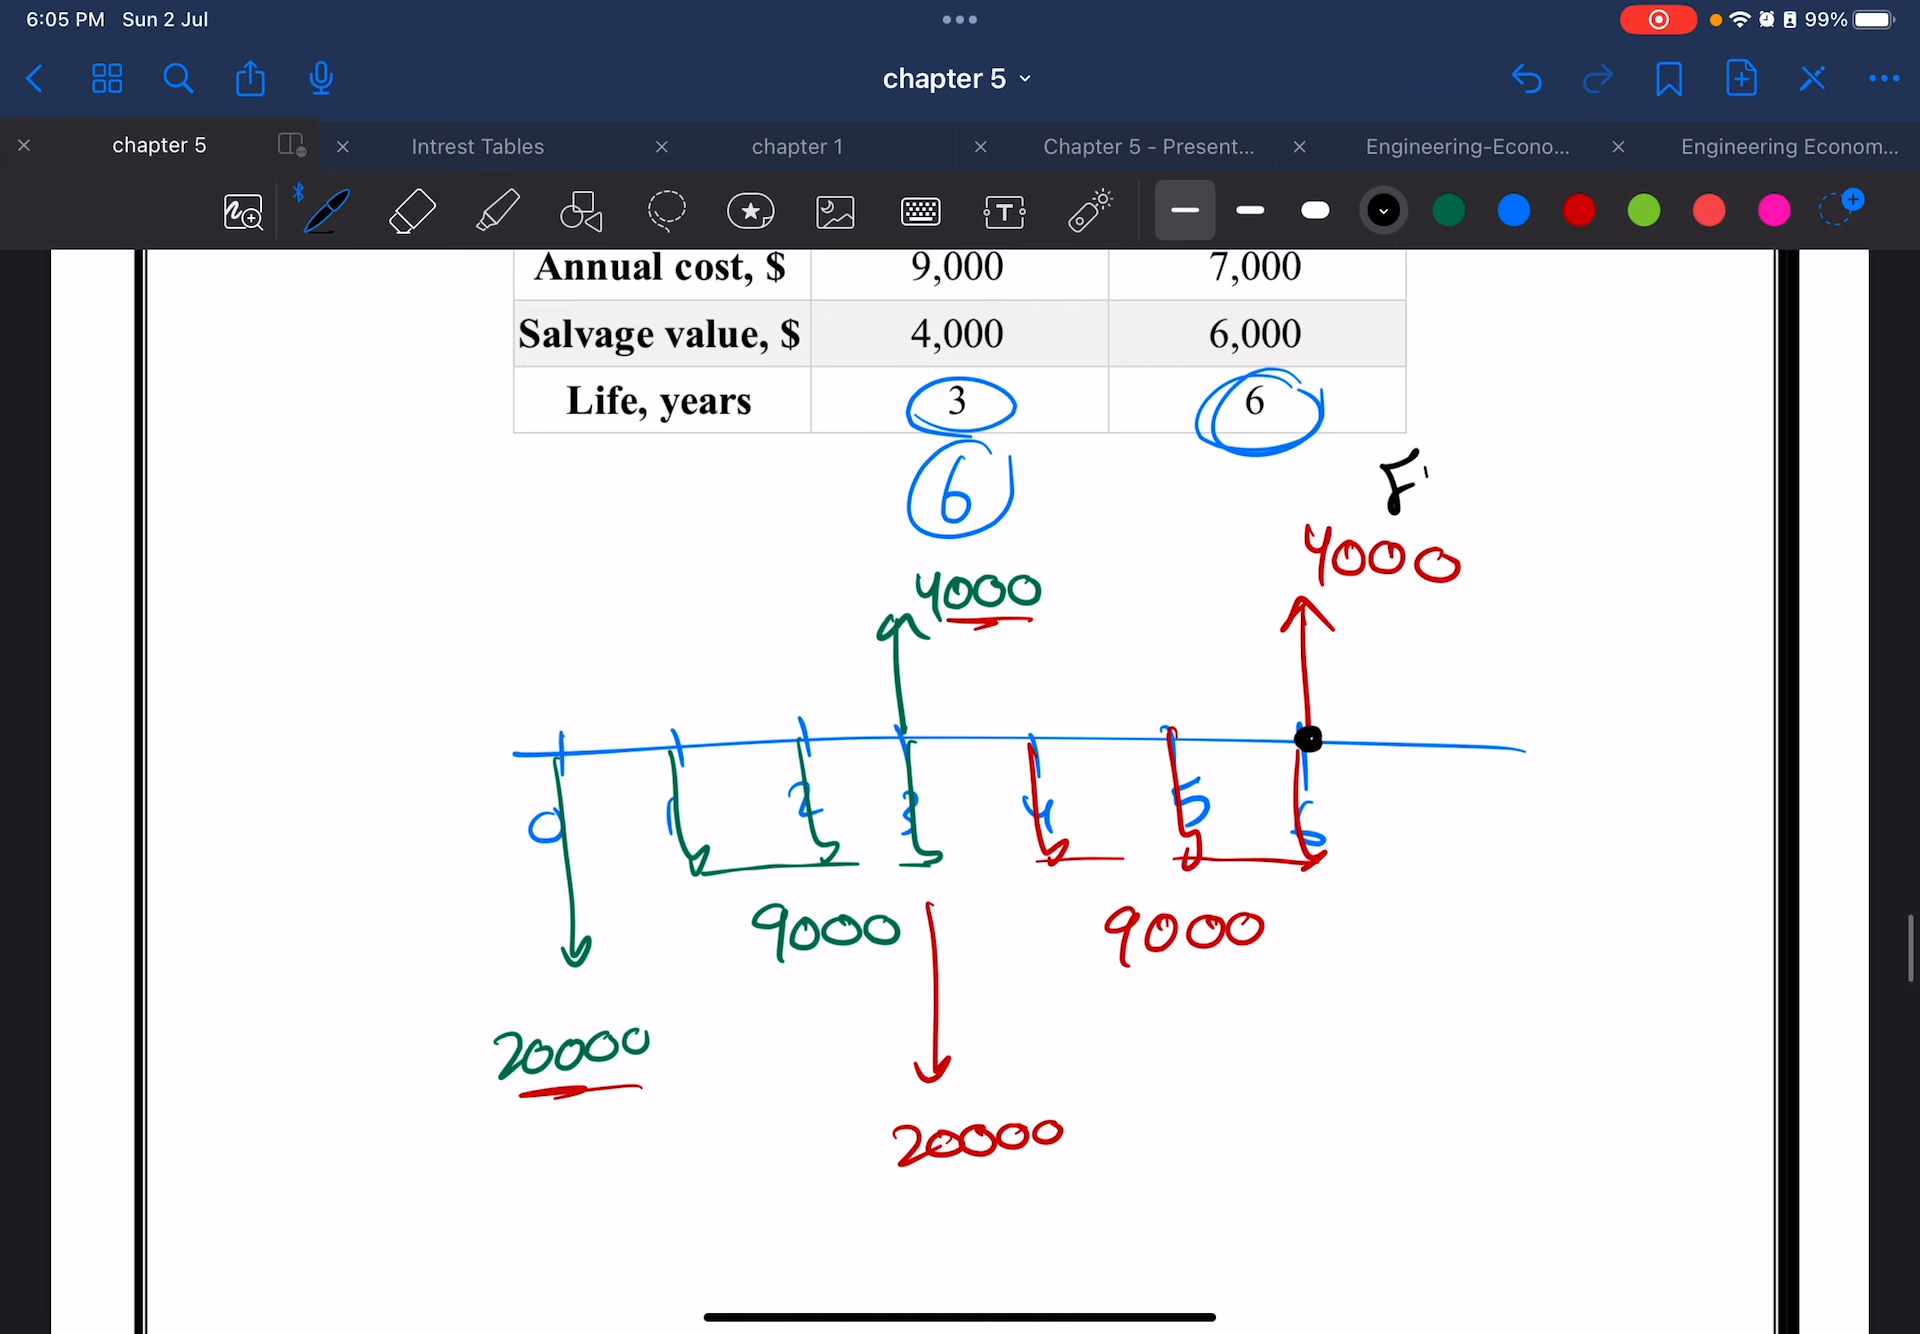 6:05 PM Sun 2 Jul
99%
chapter 5
chapter 5
Intrest Tables
chapter 1
Chapter 5 - Present...
Engineering-Econo...
Engineering Econom...
T
Annual cost, $ 9,000 7,000
Salvage value, $ 4,000 6,000
Life, years 3 6
6
F
4000
4000
0 1 2 3 4 5 6
9000 9000
20000
20000